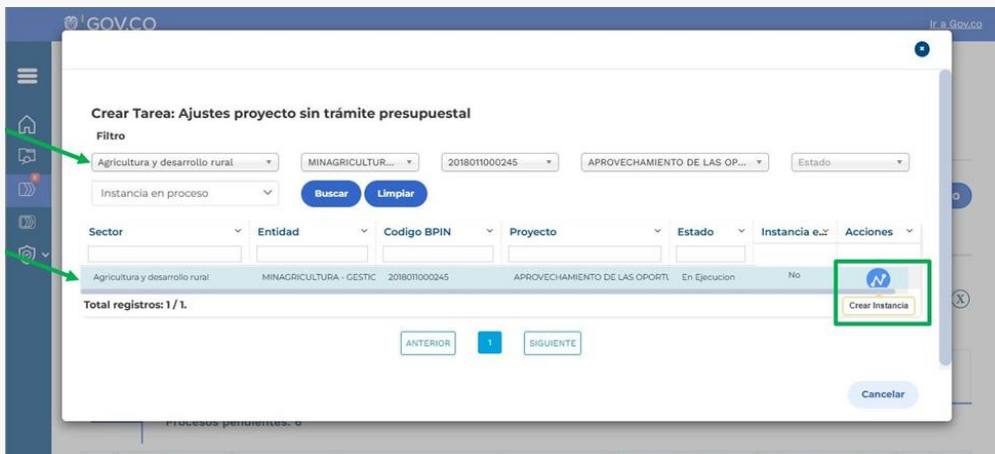 GOV.CO
Ir a Gov.co
Crear Tarea: Ajustes proyecto sin trámite presupuestal
Filtro
Agricultura y desarrollo rural MINAGRICULTUR... 2018011000245 APROVECHAMIENTO DE LAS OP... Estado
Instancia en proceso Buscar Limpiar
Sector Entidad Codigo BPIN Proyecto Estado Instancia e... Acciones
Agricultura y desarrollo rural MINAGRICULTURA - GESTIC 2018011000245 APROVECHAMIENTO DE LAS OPORTU En Ejecucion No
Total registros: 1 / 1.
Crear Instancia
X
ANTERIOR 1 SIGUIENTE
Cancelar
Procesos pendientes: 6